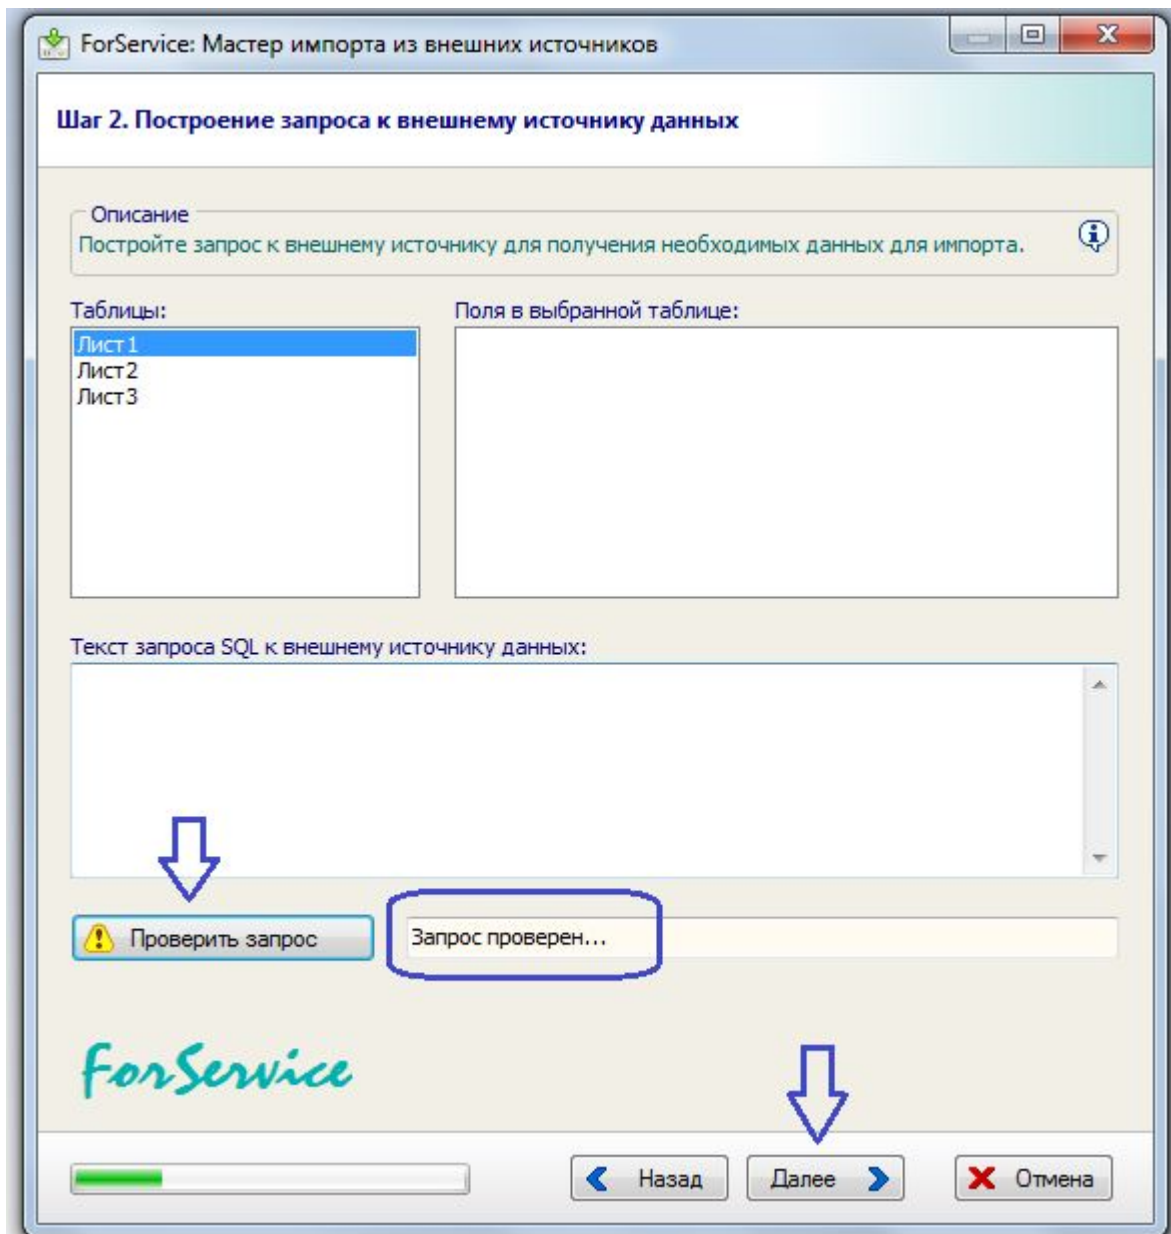 ForService: Мастер импорта из внешних источников
Шаг 2. Построение запроса к внешнему источнику данных
Описание
Постройте запрос к внешнему источнику для получения необходимых данных для импорта.
Таблицы:
Поля в выбранной таблице:
Лист1
Лист2
Лист3
Текст запроса SQL к внешнему источнику данных:
Проверить запрос
Запрос проверен...
ForService
Назад
Далее
Отмена